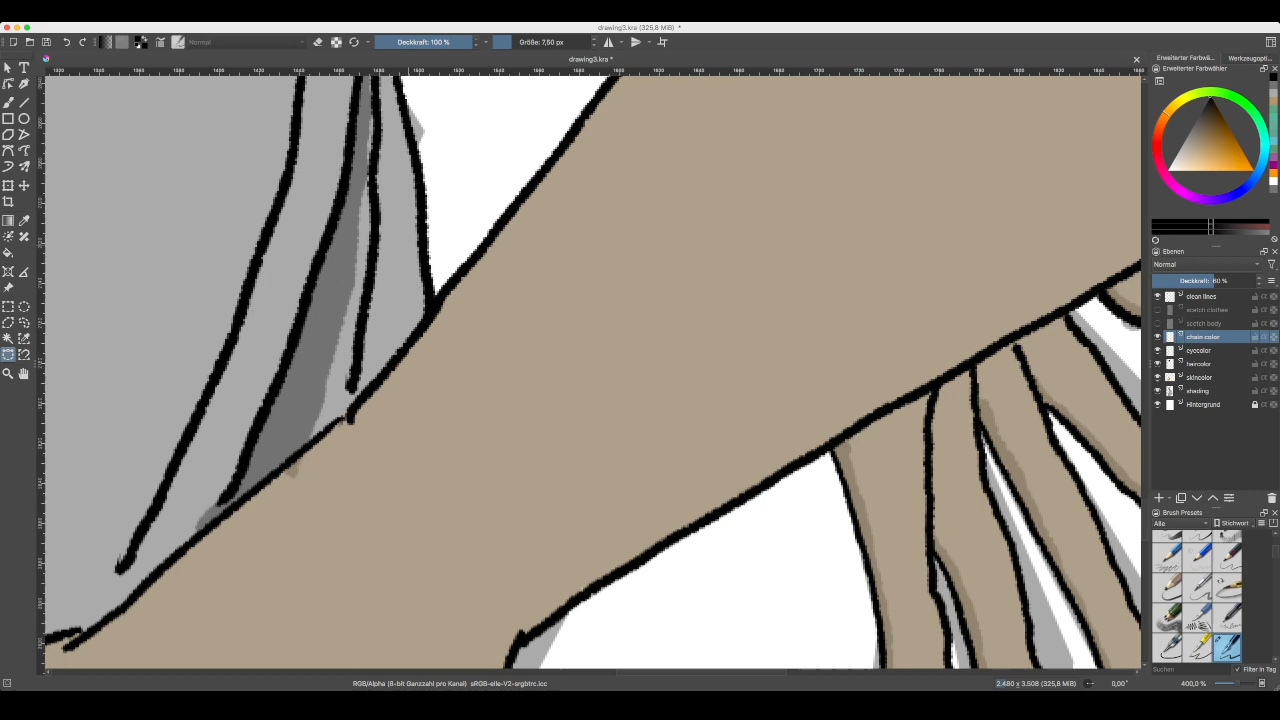 drawing3.kra (325,8 MiB) *
Normal
Deckkraft: 100 %
Größe: 7,50 px
drawing3.kra *
Erweiterter Farbwä...
Werkzeugopti...
Erweiterter Farbwähler
Ebenen
Normal
Deckkraft: 60 %
clean lines
scetch clothes
scetch body
chain color
eyecolor
haircolor
skincolor
shading
Hintergrund
Brush Presets
Alle
Stichwort
Suchen
Filter in Tag
RGB/Alpha (8-bit Ganzzahl pro Kanal) sRGB-elle-V2-srgbtrc.icc
2.480 x 3.508 (325,8 MiB)
0,00°
400,0 %